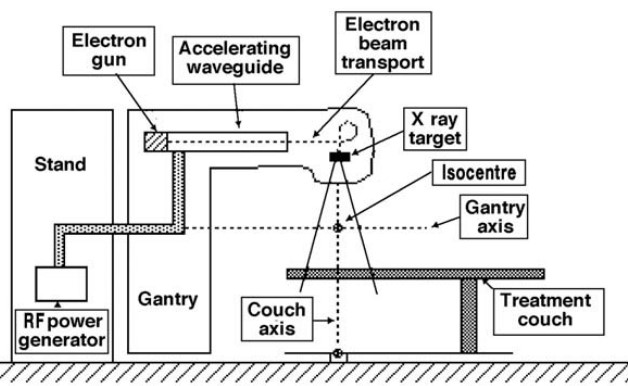 Electron
gun
Accelerating
waveguide
Electron
beam
transport
X ray
target
Stand
Isocentre
Gantry
axis
Gantry
Couch
axis
Treatment
couch
RF power
generator